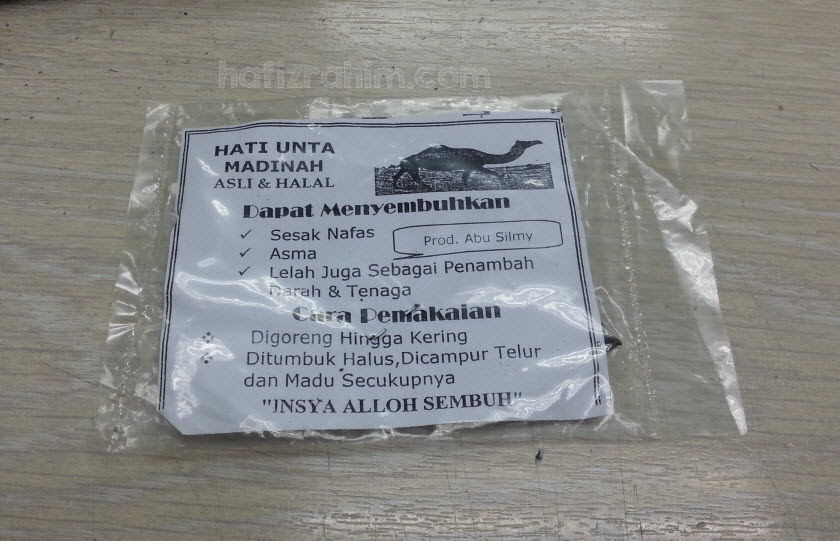 hafizrahim.com
HATI UNTA
MADINAH
ASLI & HALAL
Dapat Menyembuhkan
✓ Sesak Nafas
Prod. Abu Silmy
✓ Asma
✓ Lelah Juga Sebagai Penambah
Darah & Tenaga
Cara Pemakaian
❖ Digoreng Hingga Kering
❖ Ditumbuk Halus,Dicampur Telur
dan Madu Secukupnya
"INSYA ALLOH SEMBUH"